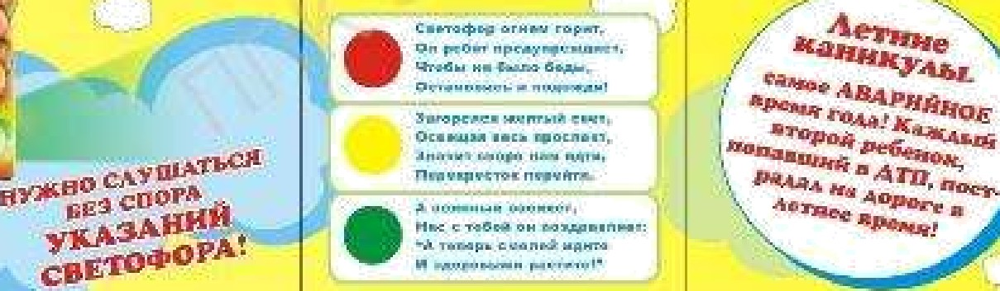 НУЖНО СЛУШАТЬСЯ
БЕЗ СПОРА
УКАЗАНИЙ
СВЕТОФОРА!
Светофор огнем горит,
Он ребят предупреждает,
Чтобы не было беды,
Остановись и подожди!
Загорелся желтый свет,
Освещая весь проспект,
Значит скоро нам идти,
Перекресток перейти.
А зеленый
Нас с тобой он поздравляет:
"А теперь смелей идите
И здоровыми растите!"
Летние
каникулы
самое АВАРИЙНОЕ
время года! Каждый
второй ребенок,
попавший в ДТП, пост-
радал на дороге в
летнее время!